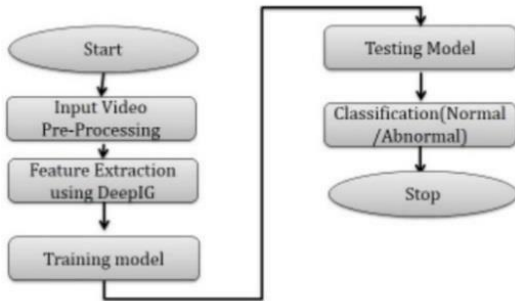 Start
Input Video
Pre-Processing
Feature Extraction
using DeepIG
Training model
Testing Model
Classification(Normal
/Abnormal)
Stop